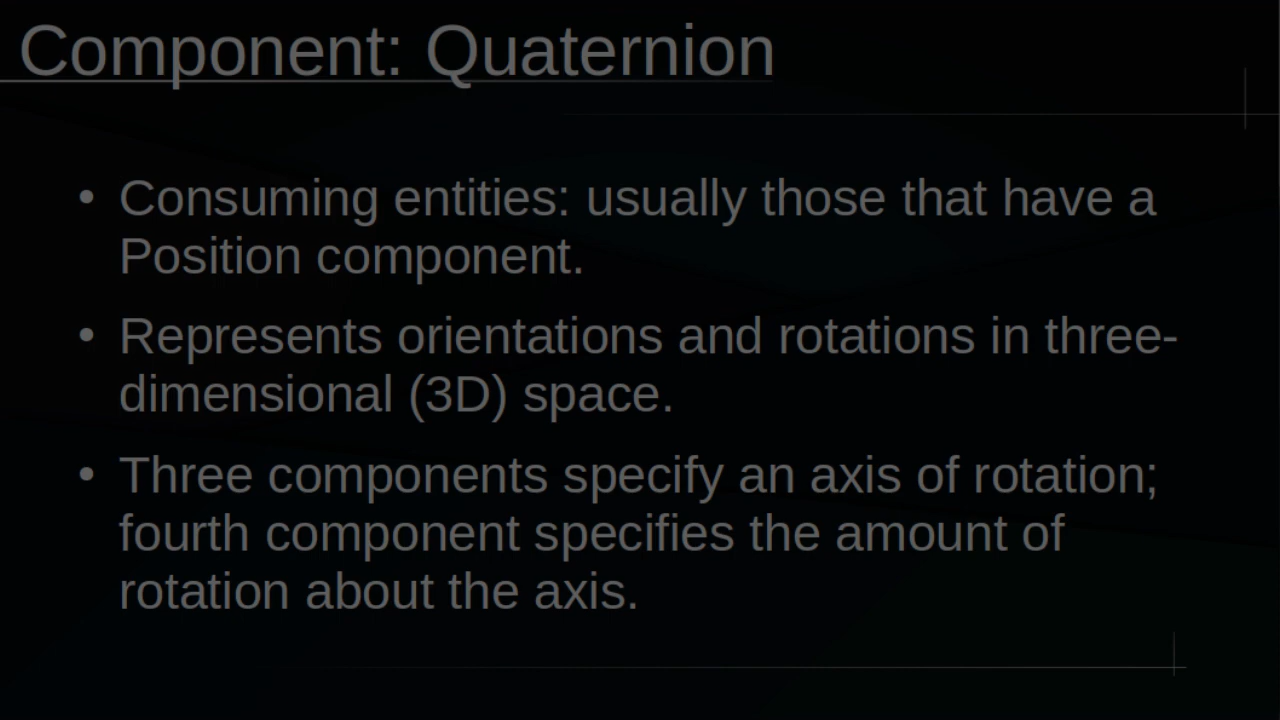 Component: Quaternion
• Consuming entities: usually those that have a
Position component.
• Represents orientations and rotations in three-
dimensional (3D) space.
• Three components specify an axis of rotation;
fourth component specifies the amount of
rotation about the axis.